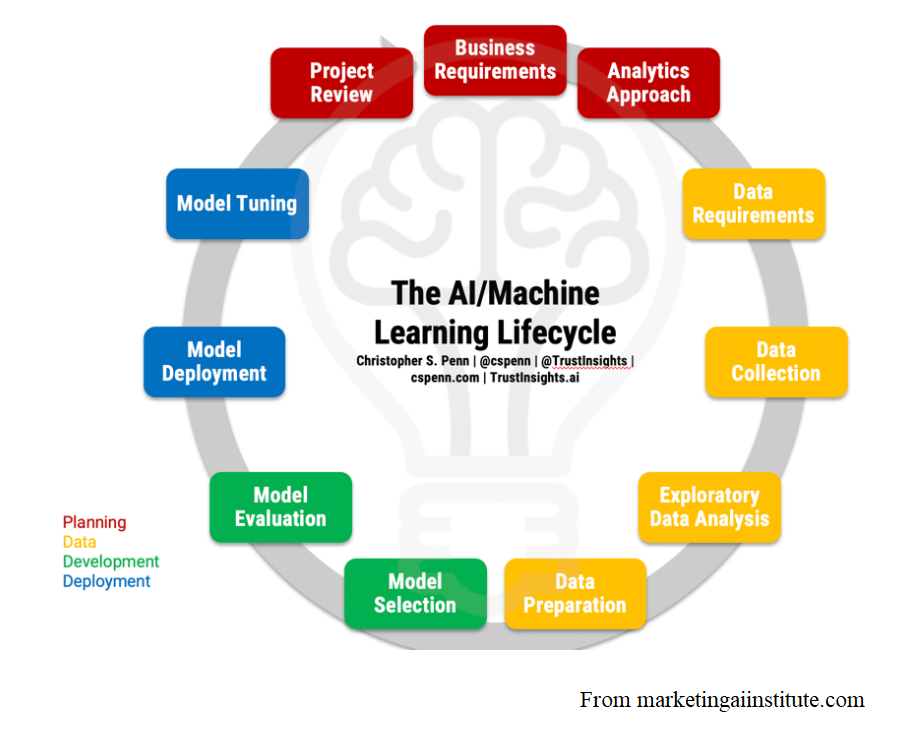 Business
Requirements
Project
Review
Analytics
Approach
Model Tuning
Data
Requirements
The AI/Machine
Learning Lifecycle
Christopher S. Penn | @cspenn | @TrustInsights |
cspenn.com | TrustInsights.ai
Model
Deployment
Data
Collection
Model
Evaluation
Exploratory
Data Analysis
Planning
Data
Development
Deployment
Model
Selection
Data
Preparation
From marketingaiinstitute.com